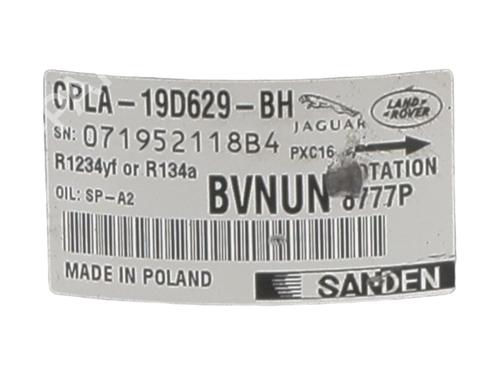 CPLA-19D629-BH
JAGUAR
LAND ROVER
SN: 071952118B4
PXC16
R1234yf or R134a
OIL: SP-A2
BVNUN 8777P
MADE IN POLAND
SANDEN